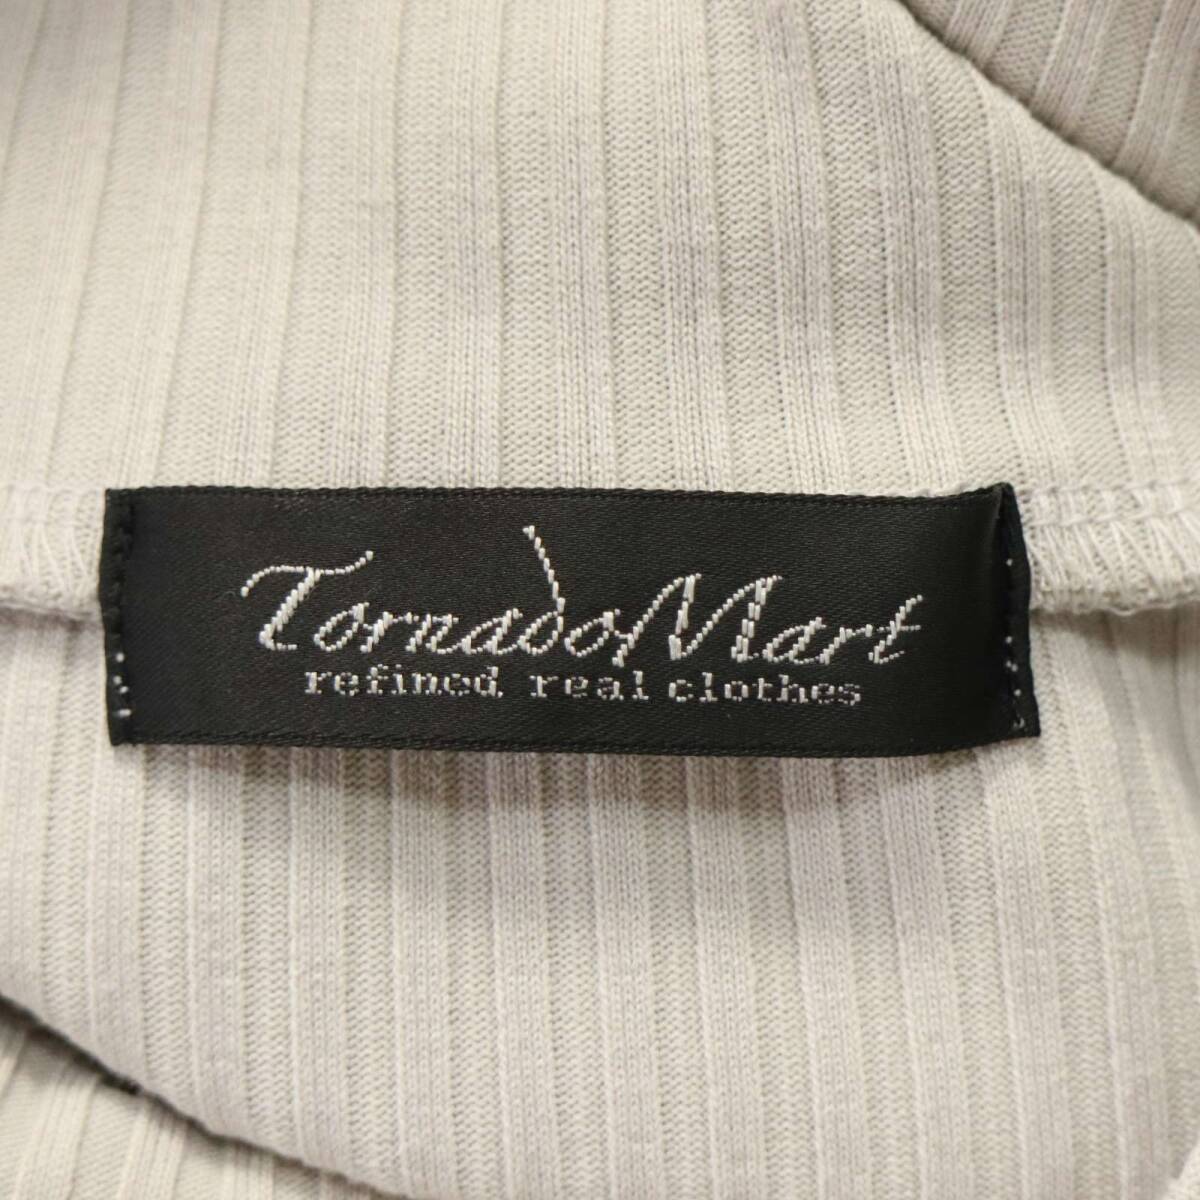 TornadoMart
refined real clothes